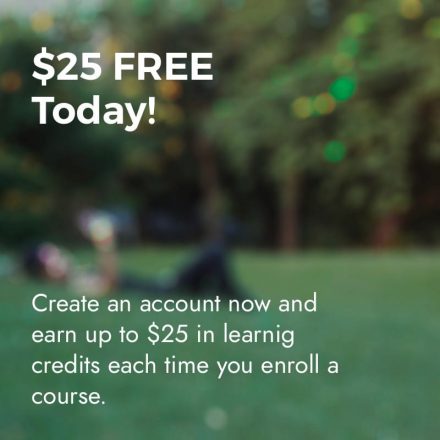 $25 FREE
Today!
Create an account now and
earn up to $25 in learnig
credits each time you enroll a
course.